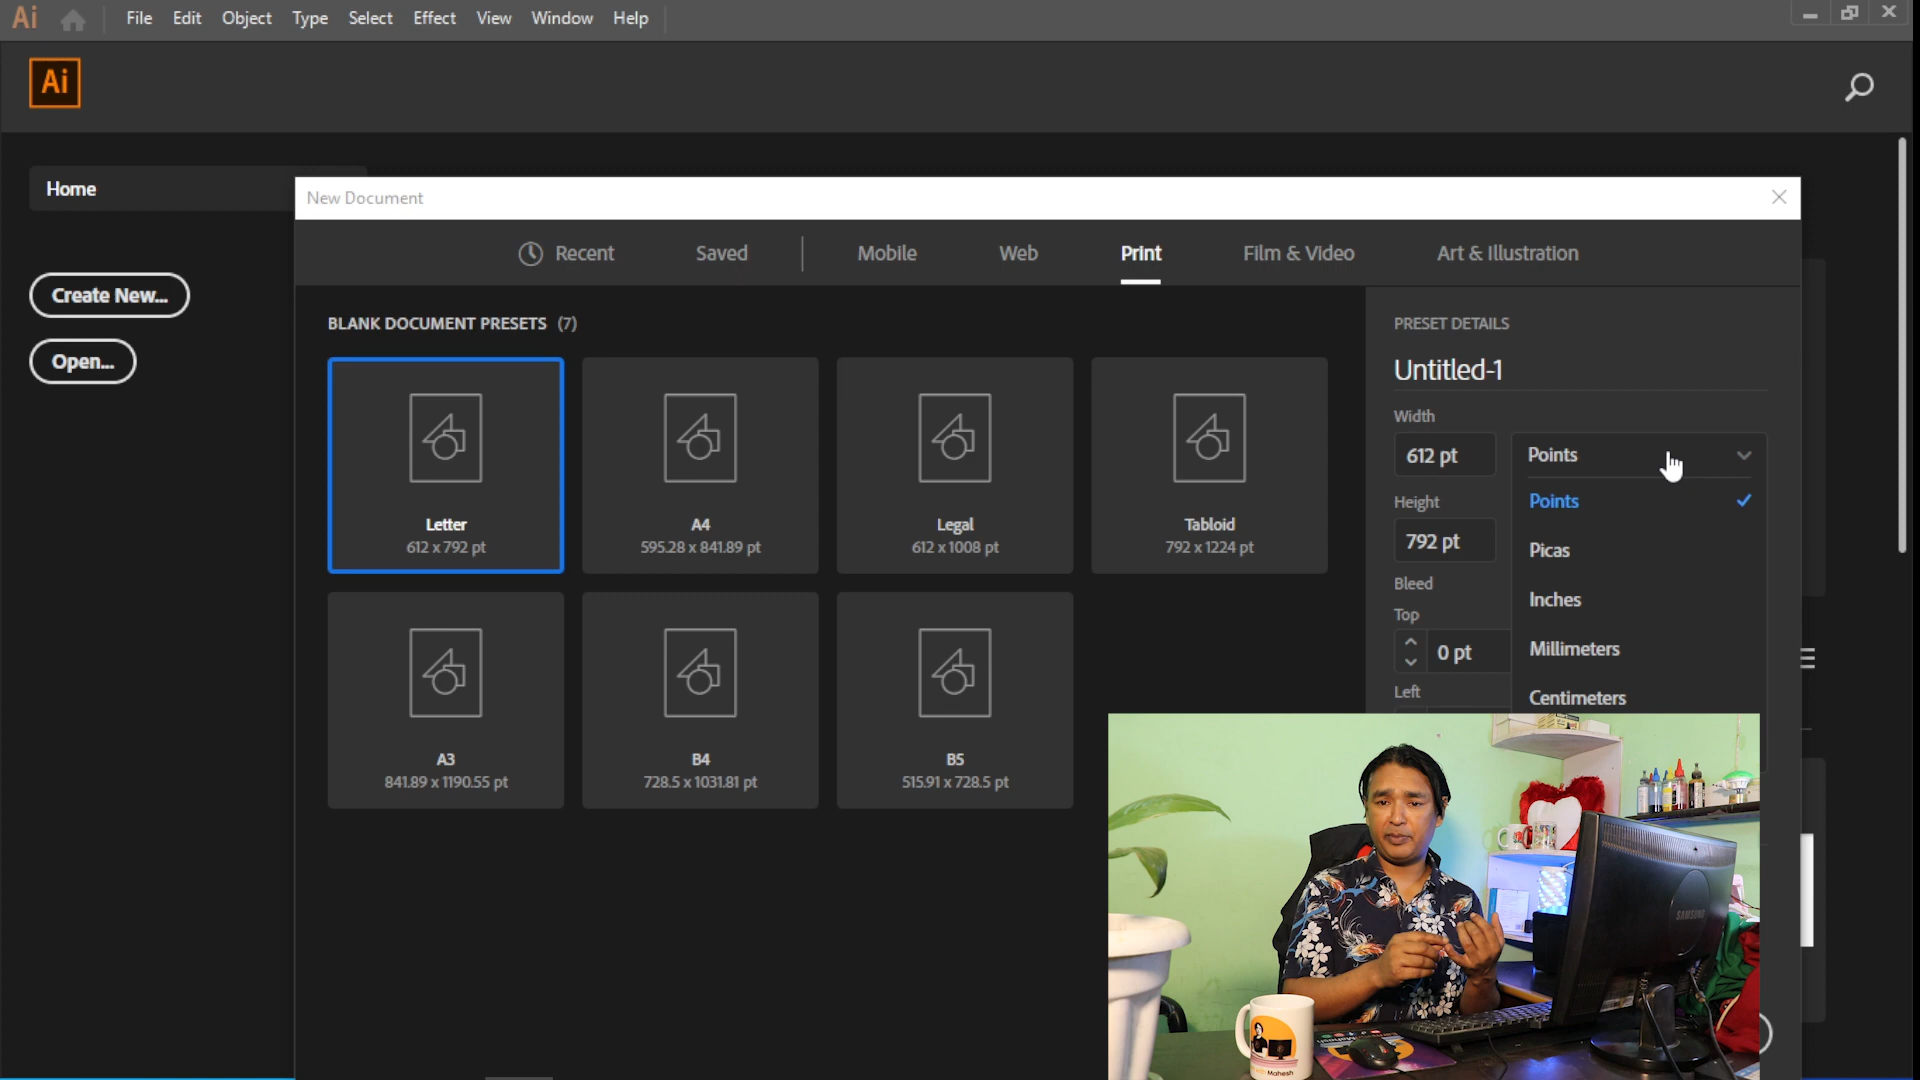 Ai
File Edit Object Type Select Effect View Window Help
Ai
Home
New Document
Create New...
Open...
Recent Saved Mobile Web Print Film & Video Art & Illustration
BLANK DOCUMENT PRESETS (7)
Letter
612 x 792 pt
A4
595.28 x 841.89 pt
Legal
612 x 1008 pt
Tabloid
792 x 1224 pt
A3
841.89 x 1190.55 pt
B4
728.5 x 1031.81 pt
B5
515.91 x 728.5 pt
PRESET DETAILS
Untitled-1
Width
612 pt
Points
Height
792 pt
Bleed
Top
0 pt
Left
Points
Picas
Inches
Millimeters
Centimeters
SAMSUNG
Mahesh